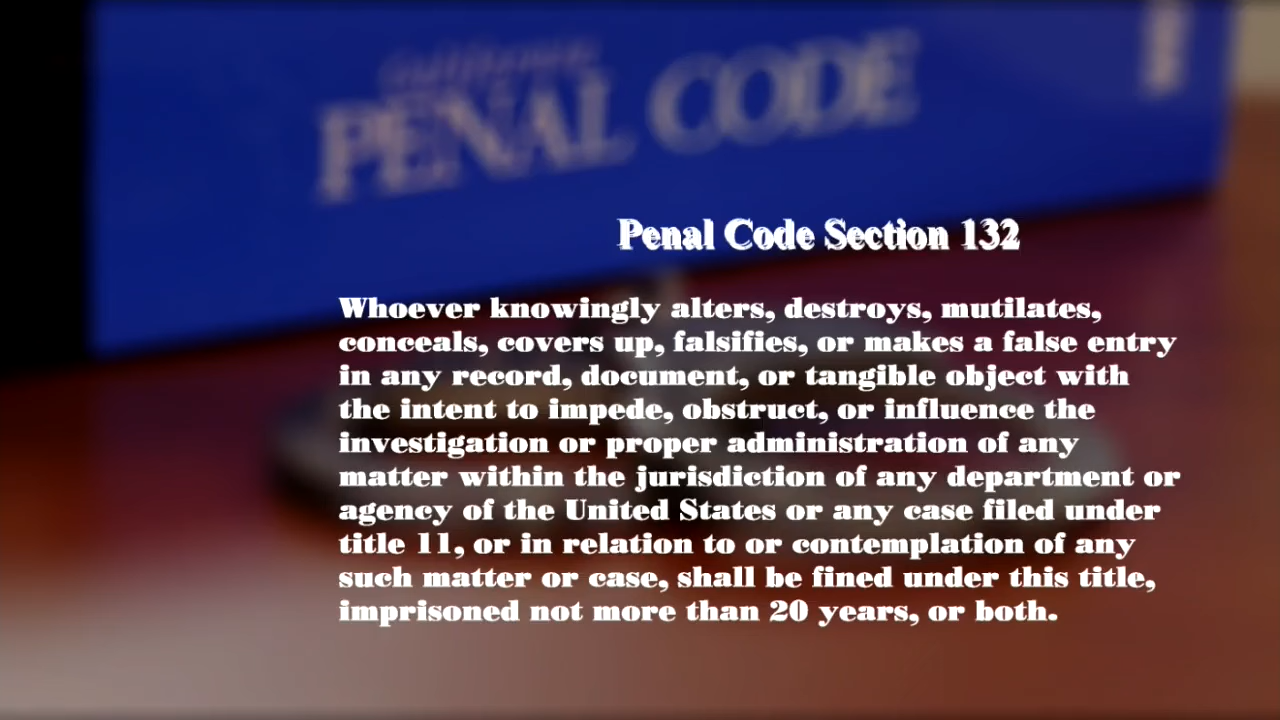 california
PENAL CODE
Penal Code Section 132
Whoever knowingly alters, destroys, mutilates,
conceals, covers up, falsifies, or makes a false entry
in any record, document, or tangible object with
the intent to impede, obstruct, or influence the
investigation or proper administration of any
matter within the jurisdiction of any department or
agency of the United States or any case filed under
title 11, or in relation to or contemplation of any
such matter or case, shall be fined under this title,
imprisoned not more than 20 years, or both.